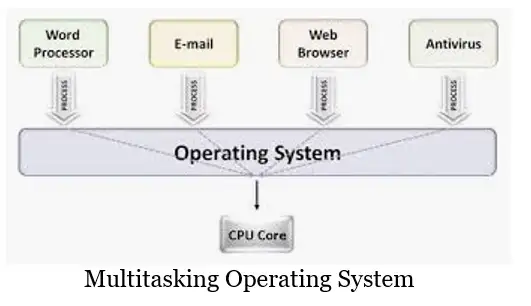 Word
Processor
E-mail
Web
Browser
Antivirus
PROCESS
PROCESS
PROCESS
PROCESS
Operating System
CPU Core
Multitasking Operating System